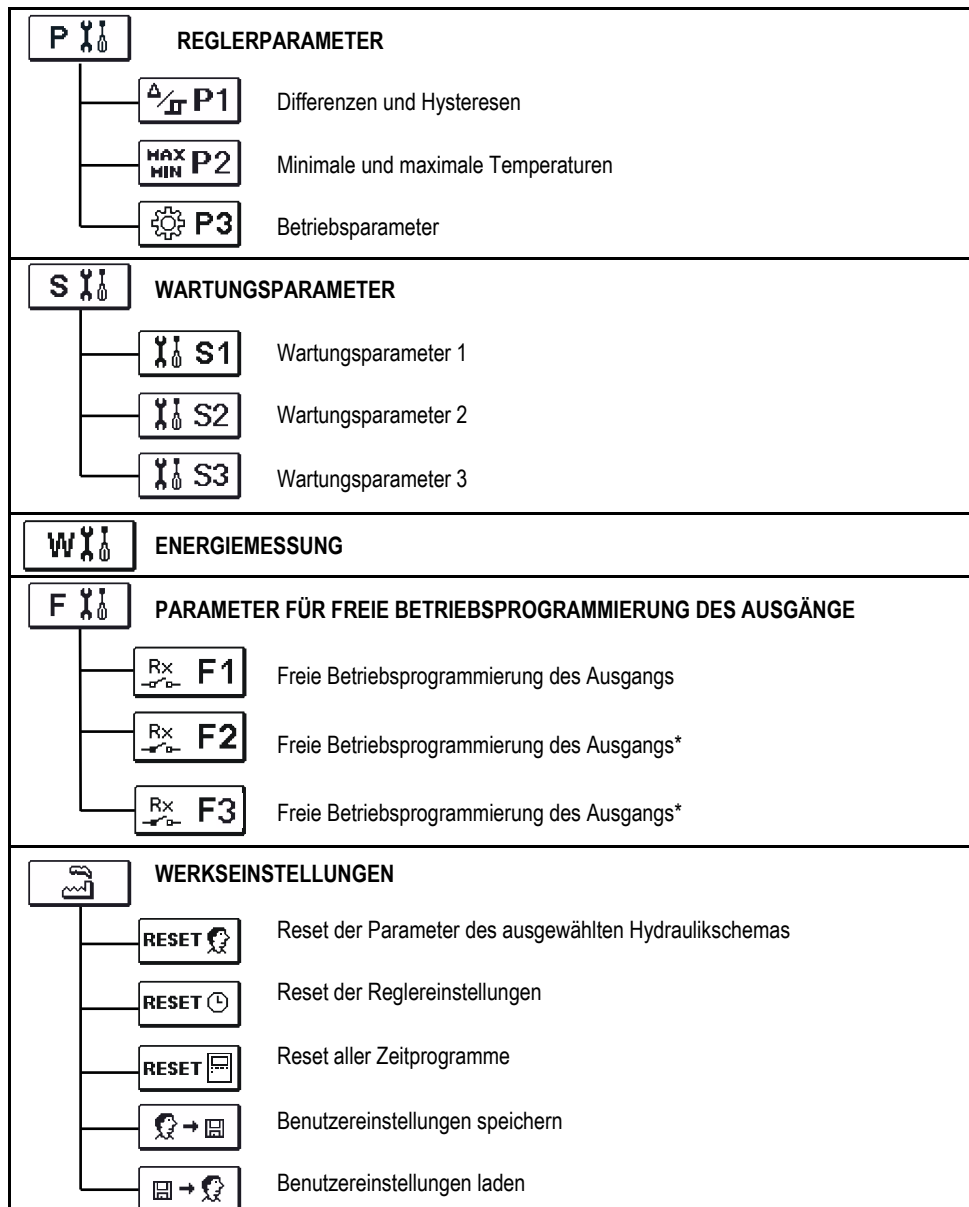 P REGLERPARAMETER
P1 Differenzen und Hysteresen
MAX MIN P2 Minimale und maximale Temperaturen
P3 Betriebsparameter
S WARTUNGSPARAMETER
S1 Wartungsparameter 1
S2 Wartungsparameter 2
S3 Wartungsparameter 3
W ENERGIEMESSUNG
F PARAMETER FÜR FREIE BETRIEBSPROGRAMMIERUNG DES AUSGÄNGE
Rx F1 Freie Betriebsprogrammierung des Ausgangs
Rx F2 Freie Betriebsprogrammierung des Ausgangs*
Rx F3 Freie Betriebsprogrammierung des Ausgangs*
WERKSEINSTELLUNGEN
RESET Reset der Parameter des ausgewählten Hydraulikschemas
RESET Reset der Reglereinstellungen
RESET Reset aller Zeitprogramme
Benutzereinstellungen speichern
Benutzereinstellungen laden